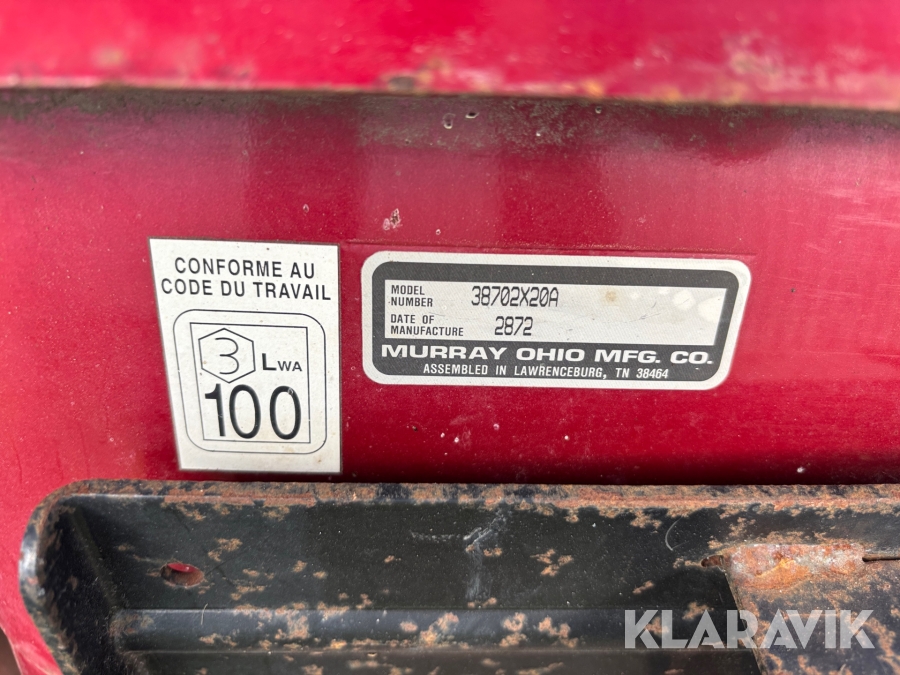 CONFORME AU
CODE DU TRAVAIL
3 LWA
100
MODEL
NUMBER 38702X20A
DATE OF
MANUFACTURE 2872
MURRAY OHIO MFG. CO.
ASSEMBLED IN LAWRENCEBURG, TN 38464
KLARAVIK